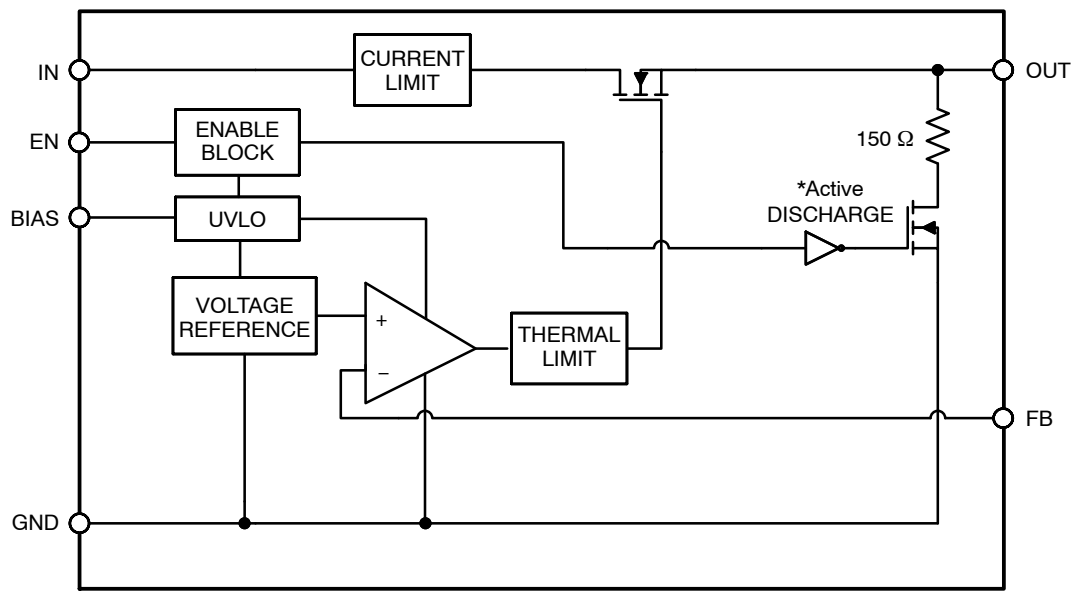 IN
CURRENT
LIMIT
OUT
EN
ENABLE
BLOCK
150 Ω
*Active
DISCHARGE
BIAS
UVLO
VOLTAGE
REFERENCE
+
−
THERMAL
LIMIT
FB
GND